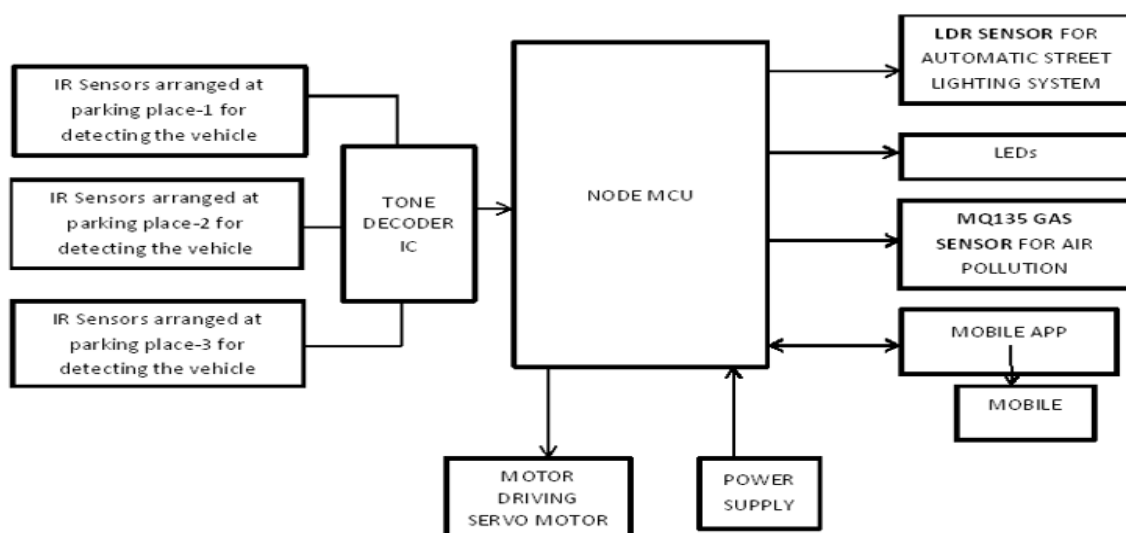 IR Sensors arranged at
parking place-1 for
detecting the vehicle
IR Sensors arranged at
parking place-2 for
detecting the vehicle
IR Sensors arranged at
parking place-3 for
detecting the vehicle
TONE
DECODER
IC
NODE MCU
LDR SENSOR FOR
AUTOMATIC STREET
LIGHTING SYSTEM
LEDs
MQ135 GAS
SENSOR FOR AIR
POLLUTION
MOBILE APP
MOBILE
MOTOR
DRIVING
SERVO MOTOR
POWER
SUPPLY